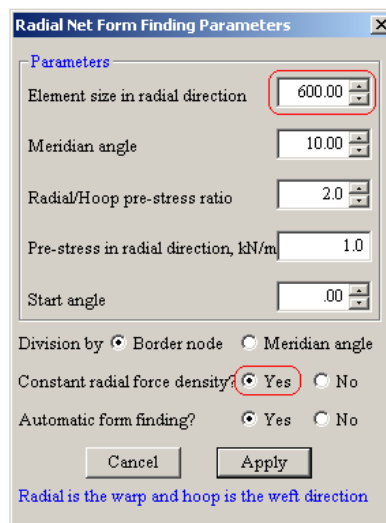 Radial Net Form Finding Parameters
Parameters
Element size in radial direction 600.00
Meridian angle 10.00
Radial/Hoop pre-stress ratio 2.0
Pre-stress in radial direction, kN/m 1.0
Start angle .00
Division by Border node Meridian angle
Constant radial force density? Yes No
Automatic form finding? Yes No
Cancel Apply
Radial is the warp and hoop is the weft direction